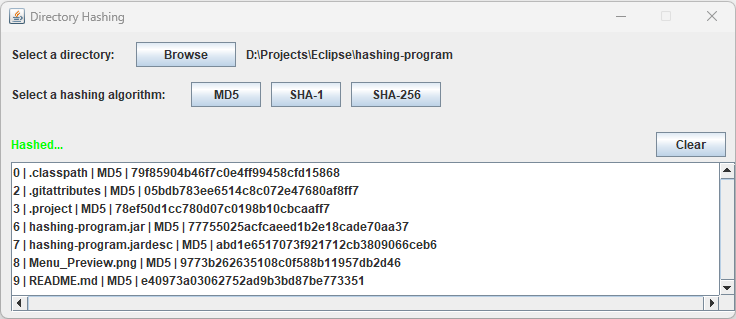 Directory Hashing
Select a directory: Browse D:\Projects\Eclipse\hashing-program
Select a hashing algorithm: MD5 SHA-1 SHA-256
Hashed... Clear
0 | .classpath | MD5 | 79f85904b46f7c0e4ff99458cfd15868
2 | .gitattributes | MD5 | 05bdb783ee6514c8c072e47680af8ff7
3 | .project | MD5 | 78ef50d1cc780d07c0198b10cbcaaff7
6 | hashing-program.jar | MD5 | 77755025acfcaeed1b2e18cade70aa37
7 | hashing-program.jardesc | MD5 | abd1e6517073f921712cb3809066ceb6
8 | Menu_Preview.png | MD5 | 9773b262635108c0f588b11957db2d46
9 | README.md | MD5 | e40973a03062752ad9b3bd87be773351